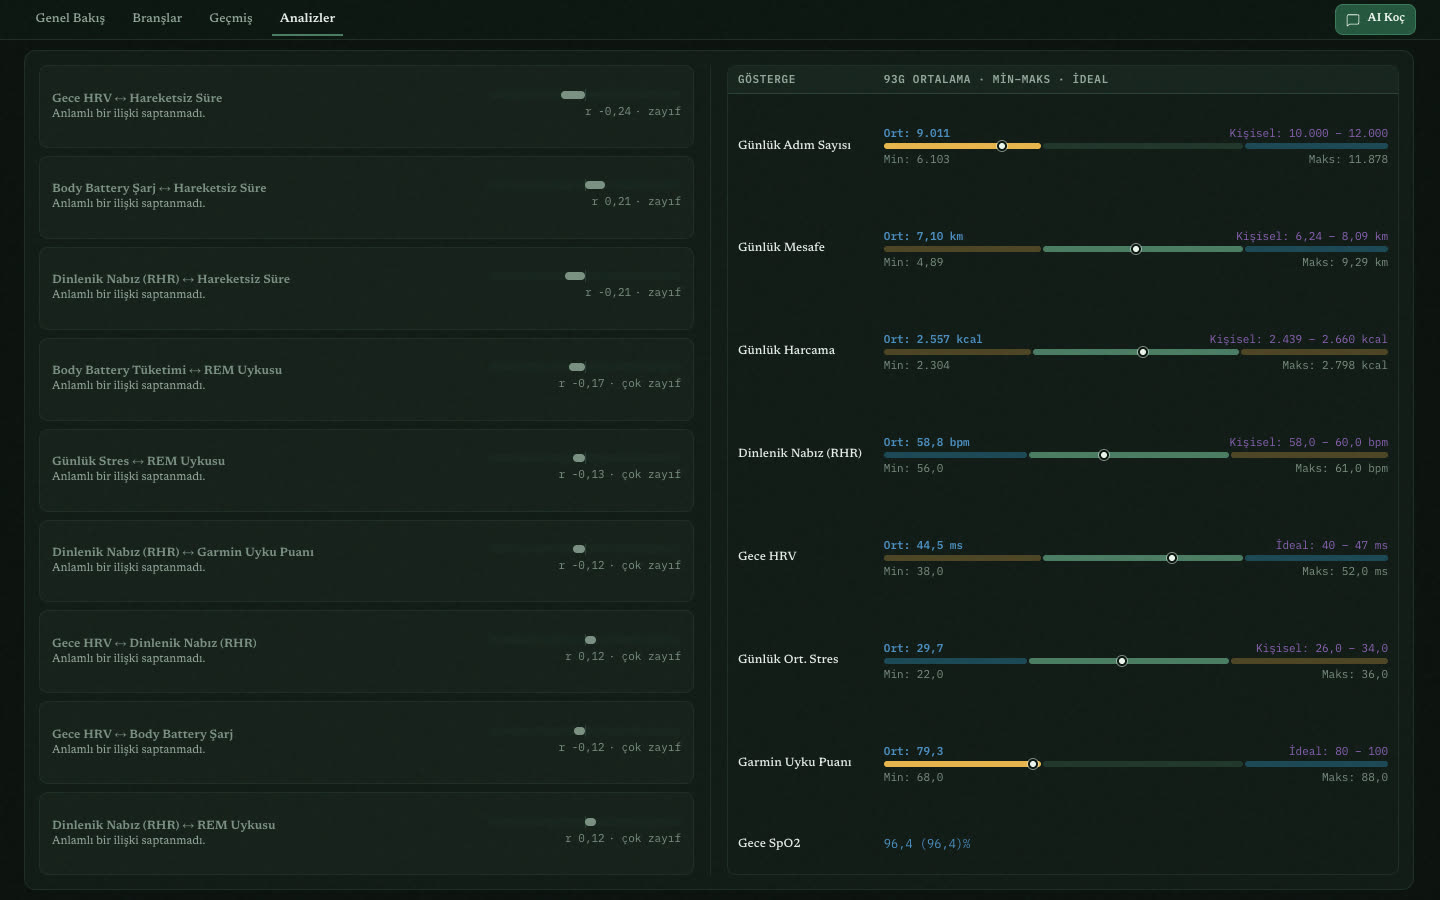 Genel Bakış
Branşlar
Geçmiş
Analizler
AI Koç
Gece HRV ↔ Hareketsiz Süre
Anlamlı bir ilişki saptanmadı.
r -0,24 · zayıf
Body Battery Şarj ↔ Hareketsiz Süre
Anlamlı bir ilişki saptanmadı.
r 0,21 · zayıf
Dinlenik Nabız (RHR) ↔ Hareketsiz Süre
Anlamlı bir ilişki saptanmadı.
r -0,21 · zayıf
Body Battery Tüketimi ↔ REM Uykusu
Anlamlı bir ilişki saptanmadı.
r -0,17 · çok zayıf
Günlük Stres ↔ REM Uykusu
Anlamlı bir ilişki saptanmadı.
r -0,13 · çok zayıf
Dinlenik Nabız (RHR) ↔ Garmin Uyku Puanı
Anlamlı bir ilişki saptanmadı.
r -0,12 · çok zayıf
Gece HRV ↔ Dinlenik Nabız (RHR)
Anlamlı bir ilişki saptanmadı.
r 0,12 · çok zayıf
Gece HRV ↔ Body Battery Şarj
Anlamlı bir ilişki saptanmadı.
r -0,12 · çok zayıf
Dinlenik Nabız (RHR) ↔ REM Uykusu
Anlamlı bir ilişki saptanmadı.
r 0,12 · çok zayıf
GÖSTERGE
93G ORTALAMA · MİN–MAKS · İDEAL
Günlük Adım Sayısı
Ort: 9.011
Kişisel: 10.000 – 12.000
Min: 6.103
Maks: 11.878
Günlük Mesafe
Ort: 7,10 km
Kişisel: 6,24 – 8,09 km
Min: 4,89
Maks: 9,29 km
Günlük Harcama
Ort: 2.557 kcal
Kişisel: 2.439 – 2.660 kcal
Min: 2.304
Maks: 2.798 kcal
Dinlenik Nabız (RHR)
Ort: 58,8 bpm
Kişisel: 58,0 – 60,0 bpm
Min: 56,0
Maks: 61,0 bpm
Gece HRV
Ort: 44,5 ms
İdeal: 40 – 47 ms
Min: 38,0
Maks: 52,0 ms
Günlük Ort. Stres
Ort: 29,7
Kişisel: 26,0 – 34,0
Min: 22,0
Maks: 36,0
Garmin Uyku Puanı
Ort: 79,3
İdeal: 80 – 100
Min: 68,0
Maks: 88,0
Gece SpO2
96,4 (96,4)%